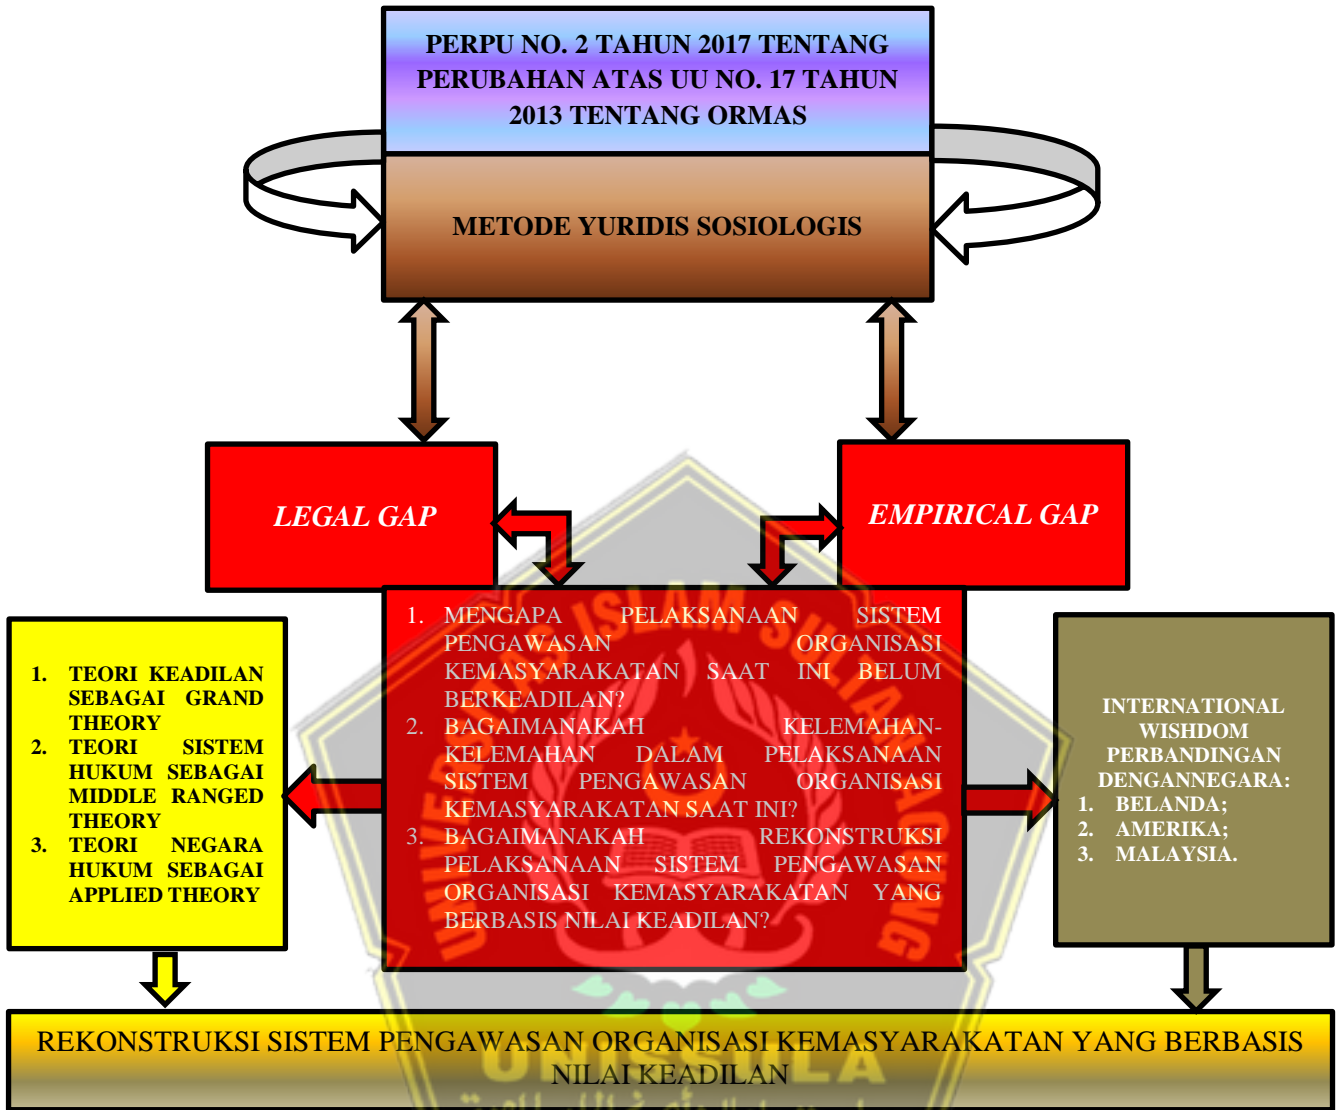 PERPU NO. 2 TAHUN 2017 TENTANG
PERUBAHAN ATAS UU NO. 17 TAHUN
2013 TENTANG ORMAS
METODE YURIDIS SOSIOLOGIS
LEGAL GAP
EMPIRICAL GAP
1. MENGAPA PELAKSANAAN SISTEM
PENGAWASAN ORGANISASI
KEMASYARAKATAN SAAT INI BELUM
BERKEADILAN?
2. BAGAIMANAKAH KELEMAHAN-
KELEMAHAN DALAM PELAKSANAAN
SISTEM PENGAWASAN ORGANISASI
KEMASYARAKATAN SAAT INI?
3. BAGAIMANAKAH REKONSTRUKSI
PELAKSANAAN SISTEM PENGAWASAN
ORGANISASI KEMASYARAKATAN YANG
BERBASIS NILAI KEADILAN?
1. TEORI KEADILAN
SEBAGAI GRAND
THEORY
2. TEORI SISTEM
HUKUM SEBAGAI
MIDDLE RANGED
THEORY
3. TEORI NEGARA
HUKUM SEBAGAI
APPLIED THEORY
INTERNATIONAL
WISHDOM
PERBANDINGAN
DENGANNEGARA:
1. BELANDA;
2. AMERIKA;
3. MALAYSIA.
REKONSTRUKSI SISTEM PENGAWASAN ORGANISASI KEMASYARAKATAN YANG BERBASIS
NILAI KEADILAN
UNIVERSITAS ISLAM SULTAN AGUNG
UNISSULA